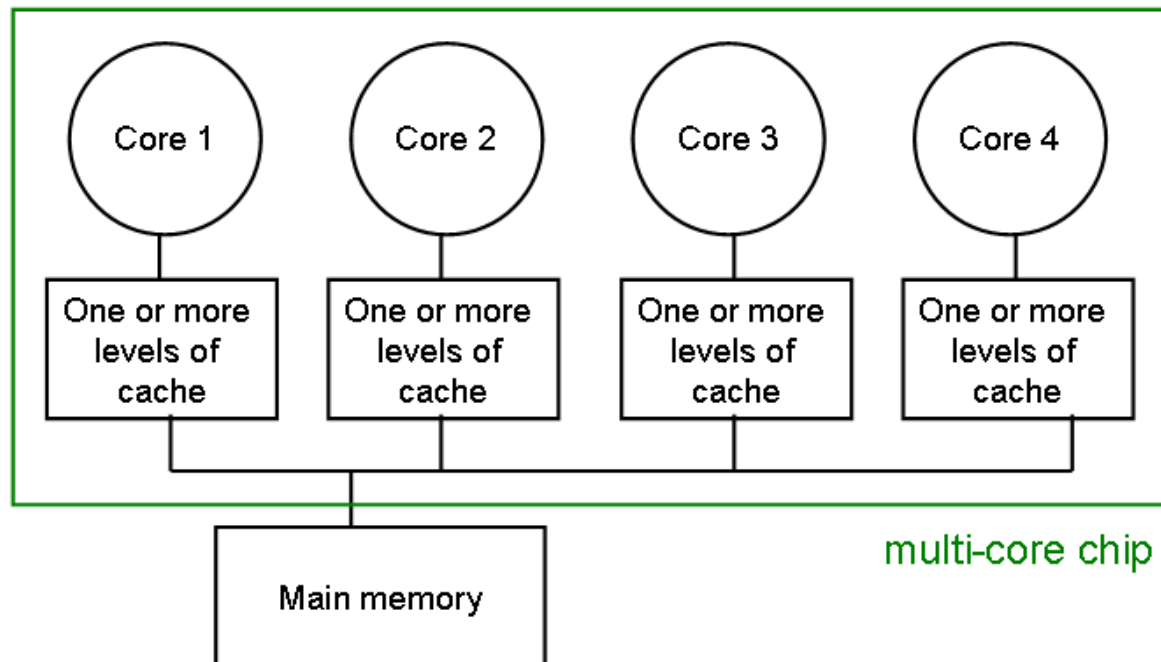 Core 1
Core 2
Core 3
Core 4
One or more
levels of
cache
One or more
levels of
cache
One or more
levels of
cache
One or more
levels of
cache
multi-core chip
Main memory